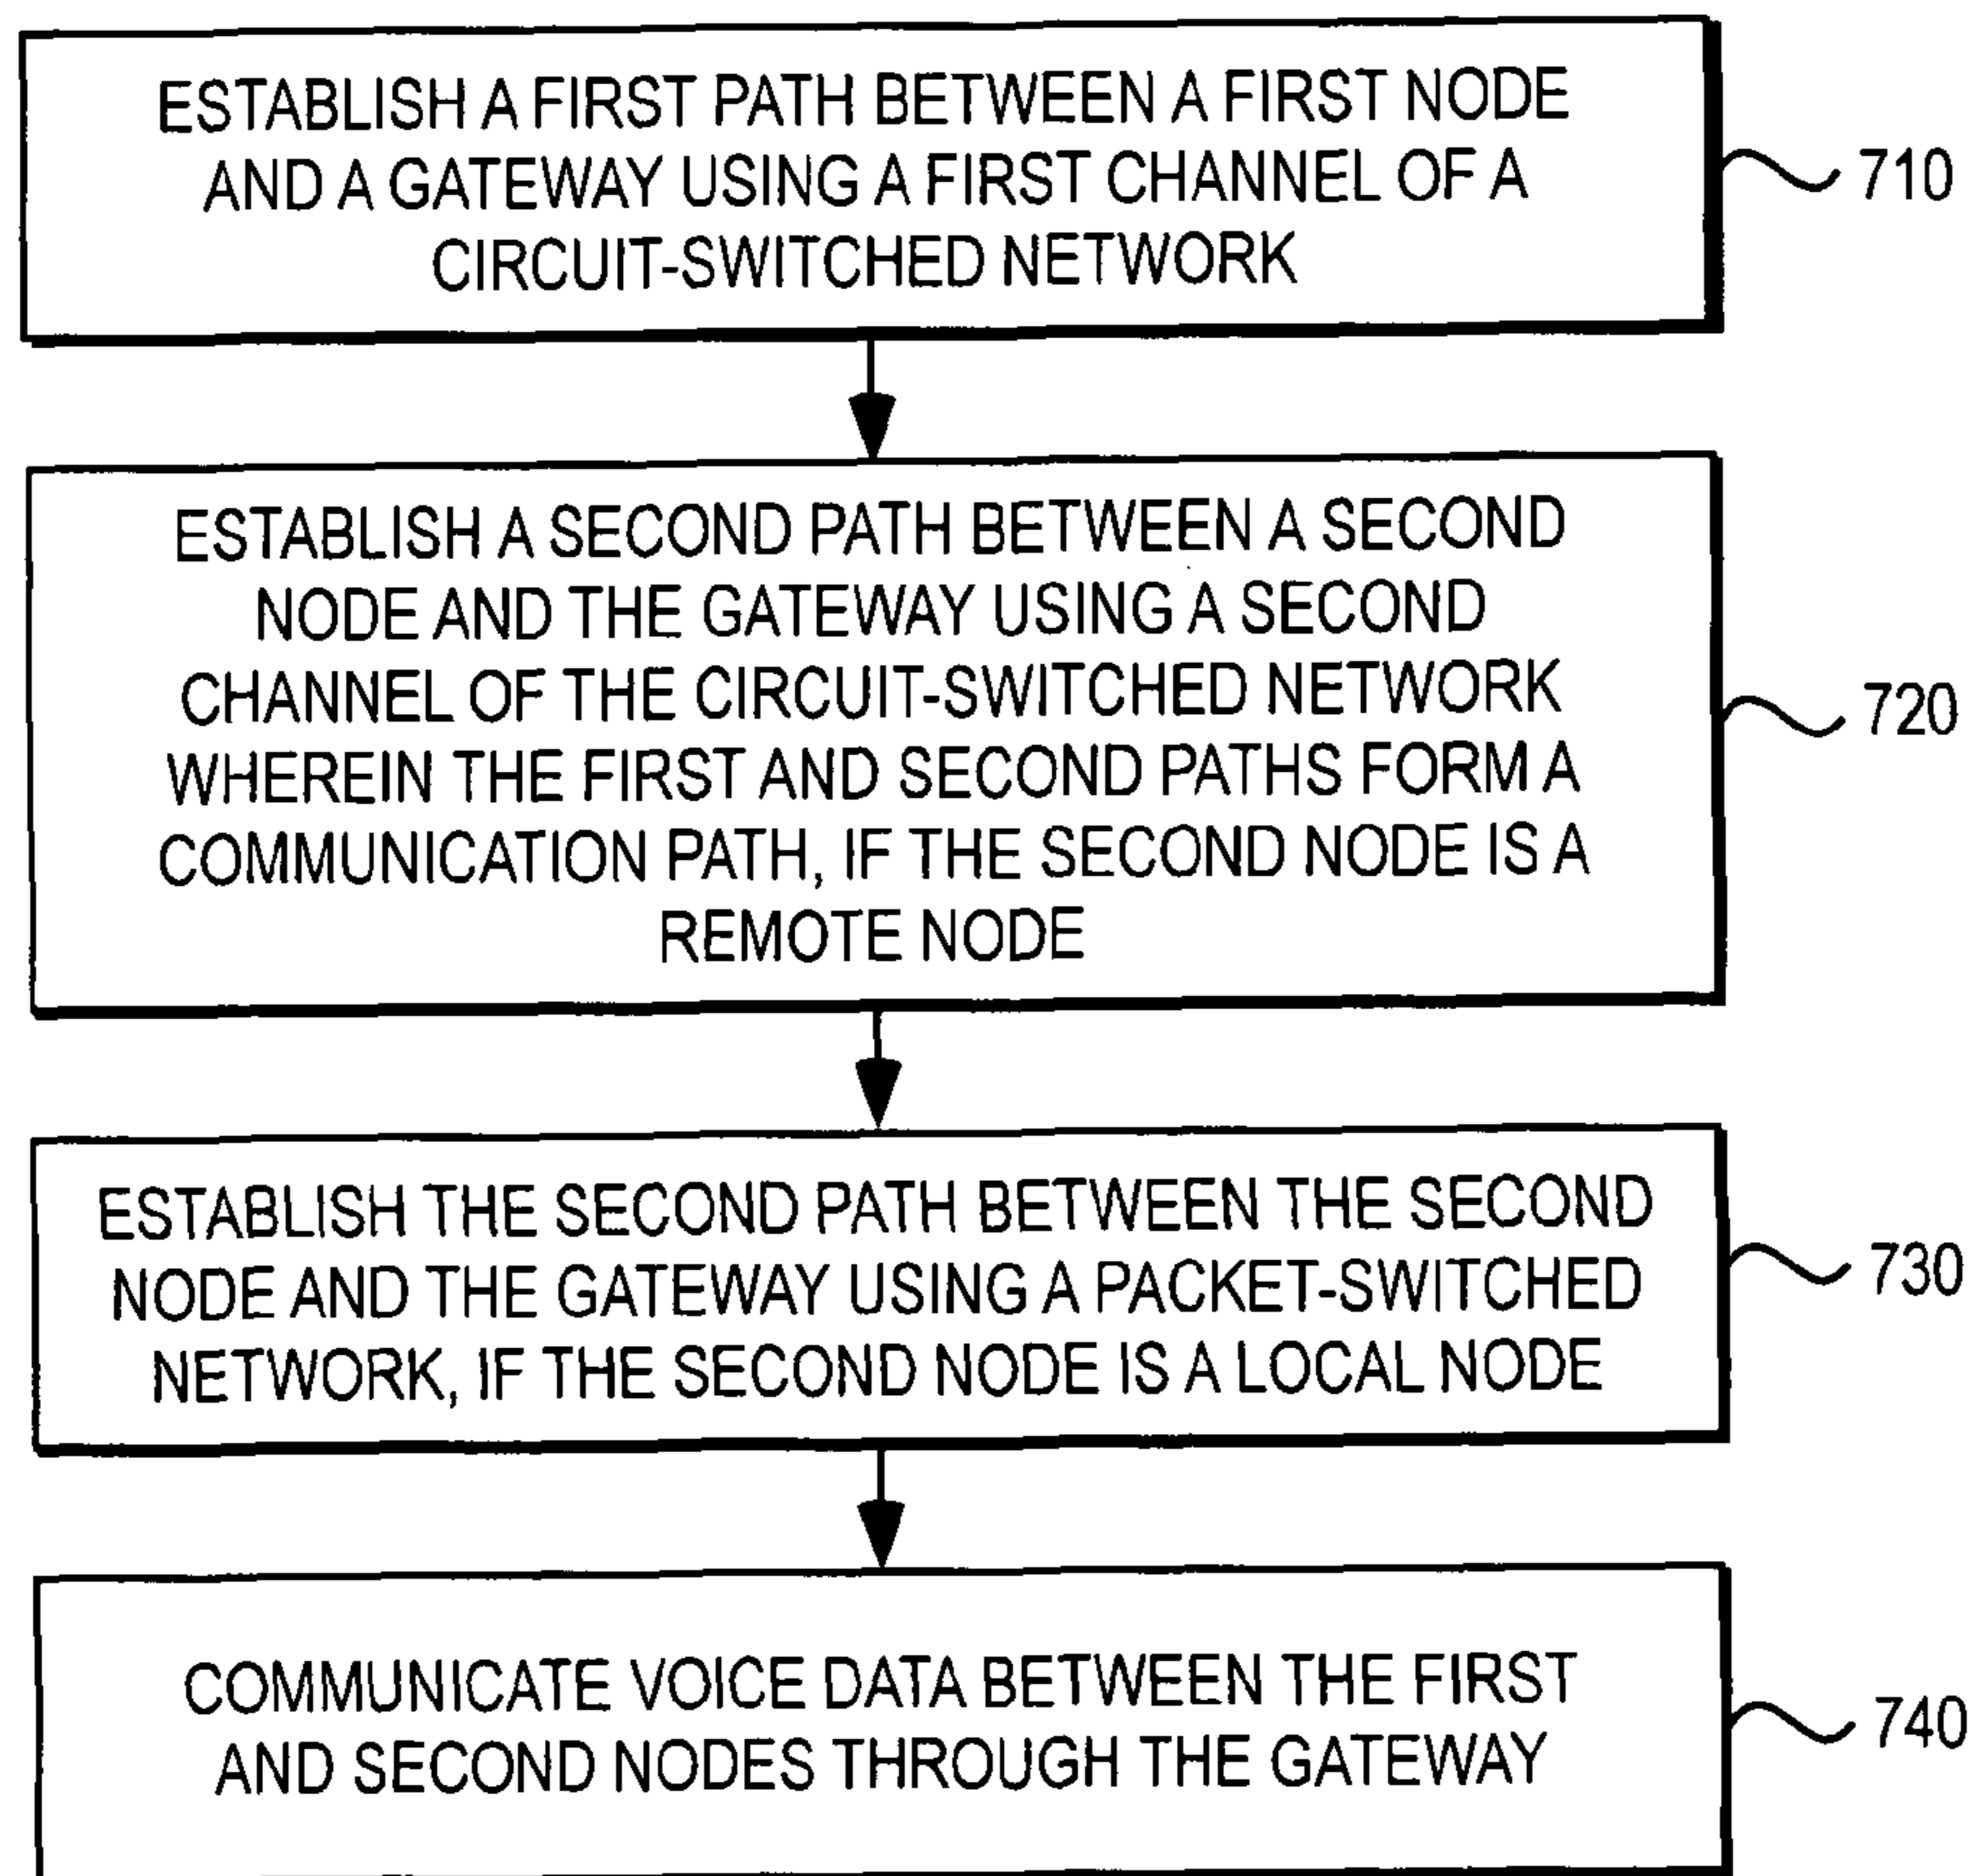 ESTABLISH A FIRST PATH BETWEEN A FIRST NODE
AND A GATEWAY USING A FIRST CHANNEL OF A
CIRCUIT-SWITCHED NETWORK
710
ESTABLISH A SECOND PATH BETWEEN A SECOND
NODE AND THE GATEWAY USING A SECOND
CHANNEL OF THE CIRCUIT-SWITCHED NETWORK
WHEREIN THE FIRST AND SECOND PATHS FORM A
COMMUNICATION PATH, IF THE SECOND NODE IS A
REMOTE NODE
720
ESTABLISH THE SECOND PATH BETWEEN THE SECOND
NODE AND THE GATEWAY USING A PACKET-SWITCHED
NETWORK, IF THE SECOND NODE IS A LOCAL NODE
730
COMMUNICATE VOICE DATA BETWEEN THE FIRST
AND SECOND NODES THROUGH THE GATEWAY
740